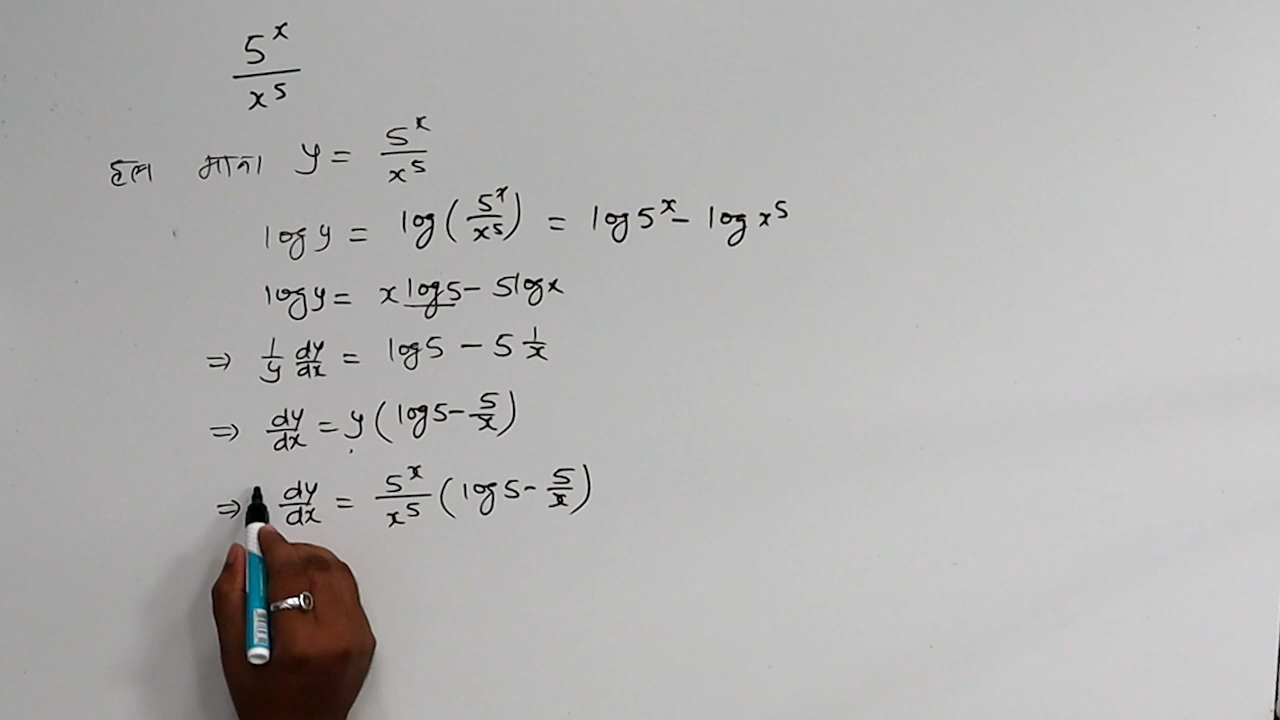 5^x / x^5
हल माना y = 5^x / x^5
log y = log(5^x / x^5) = log 5^x - log x^5
log y = x log 5 - 5 log x
⇒ 1/y dy/dx = log 5 - 5 1/x
⇒ dy/dx = y (log 5 - 5/x)
⇒ dy/dx = 5^x / x^5 (log 5 - 5/x)